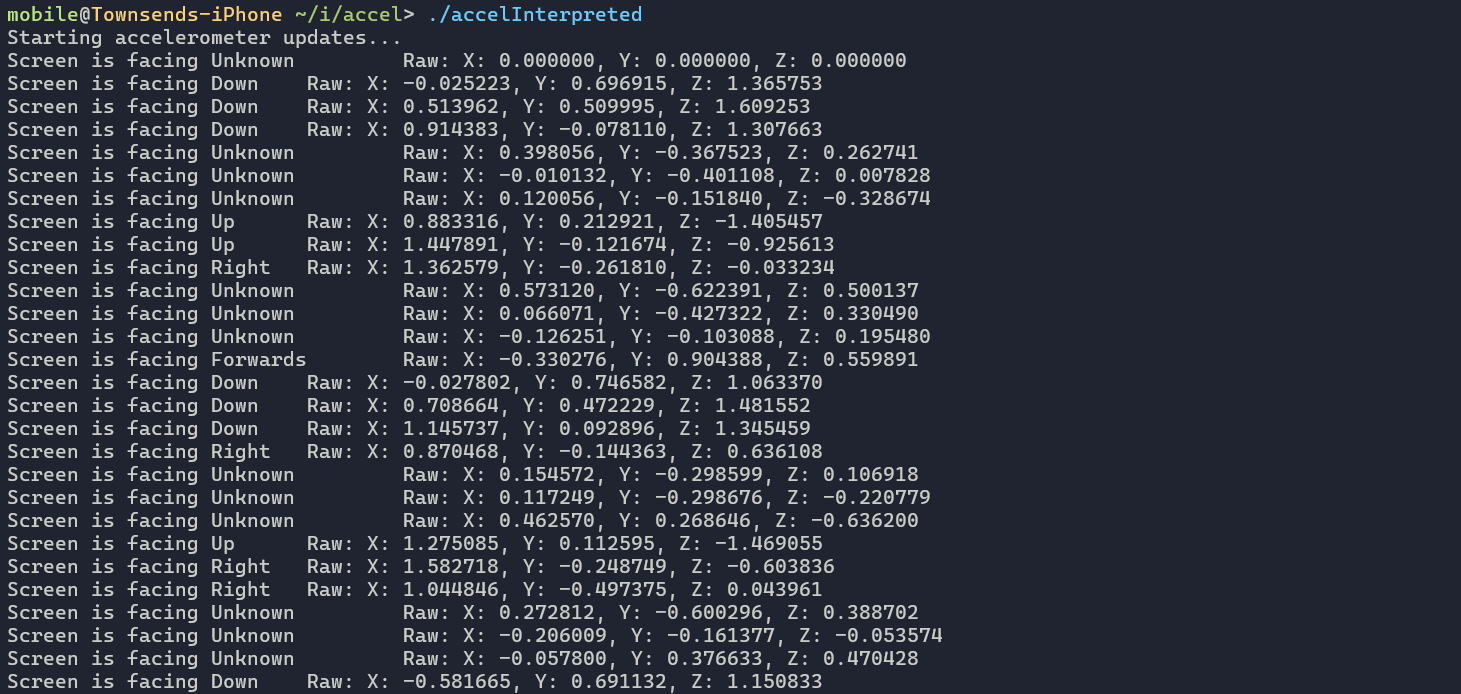 mobile@Townsends-iPhone ~/i/accel> ./accelInterpreted
Starting accelerometer updates...
Screen is facing Unknown         Raw: X: 0.000000, Y: 0.000000, Z: 0.000000
Screen is facing Down    Raw: X: -0.025223, Y: 0.696915, Z: 1.365753
Screen is facing Down    Raw: X: 0.513962, Y: 0.509995, Z: 1.609253
Screen is facing Down    Raw: X: 0.914383, Y: -0.078110, Z: 1.307663
Screen is facing Unknown         Raw: X: 0.398056, Y: -0.367523, Z: 0.262741
Screen is facing Unknown         Raw: X: -0.010132, Y: -0.401108, Z: 0.007828
Screen is facing Unknown         Raw: X: 0.120056, Y: -0.151840, Z: -0.328674
Screen is facing Up      Raw: X: 0.883316, Y: 0.212921, Z: -1.405457
Screen is facing Up      Raw: X: 1.447891, Y: -0.121674, Z: -0.925613
Screen is facing Right   Raw: X: 1.362579, Y: -0.261810, Z: -0.033234
Screen is facing Unknown         Raw: X: 0.573120, Y: -0.622391, Z: 0.500137
Screen is facing Unknown         Raw: X: 0.066071, Y: -0.427322, Z: 0.330490
Screen is facing Unknown         Raw: X: -0.126251, Y: -0.103088, Z: 0.195480
Screen is facing Forwards        Raw: X: -0.330276, Y: 0.904388, Z: 0.559891
Screen is facing Down    Raw: X: -0.027802, Y: 0.746582, Z: 1.063370
Screen is facing Down    Raw: X: 0.708664, Y: 0.472229, Z: 1.481552
Screen is facing Down    Raw: X: 1.145737, Y: 0.092896, Z: 1.345459
Screen is facing Right   Raw: X: 0.870468, Y: -0.144363, Z: 0.636108
Screen is facing Unknown         Raw: X: 0.154572, Y: -0.298599, Z: 0.106918
Screen is facing Unknown         Raw: X: 0.117249, Y: -0.298676, Z: -0.220779
Screen is facing Unknown         Raw: X: 0.462570, Y: 0.268646, Z: -0.636200
Screen is facing Up      Raw: X: 1.275085, Y: 0.112595, Z: -1.469055
Screen is facing Right   Raw: X: 1.582718, Y: -0.248749, Z: -0.603836
Screen is facing Right   Raw: X: 1.044846, Y: -0.497375, Z: 0.043961
Screen is facing Unknown         Raw: X: 0.272812, Y: -0.600296, Z: 0.388702
Screen is facing Unknown         Raw: X: -0.206009, Y: -0.161377, Z: -0.053574
Screen is facing Unknown         Raw: X: -0.057800, Y: 0.376633, Z: 0.470428
Screen is facing Down    Raw: X: -0.581665, Y: 0.691132, Z: 1.150833